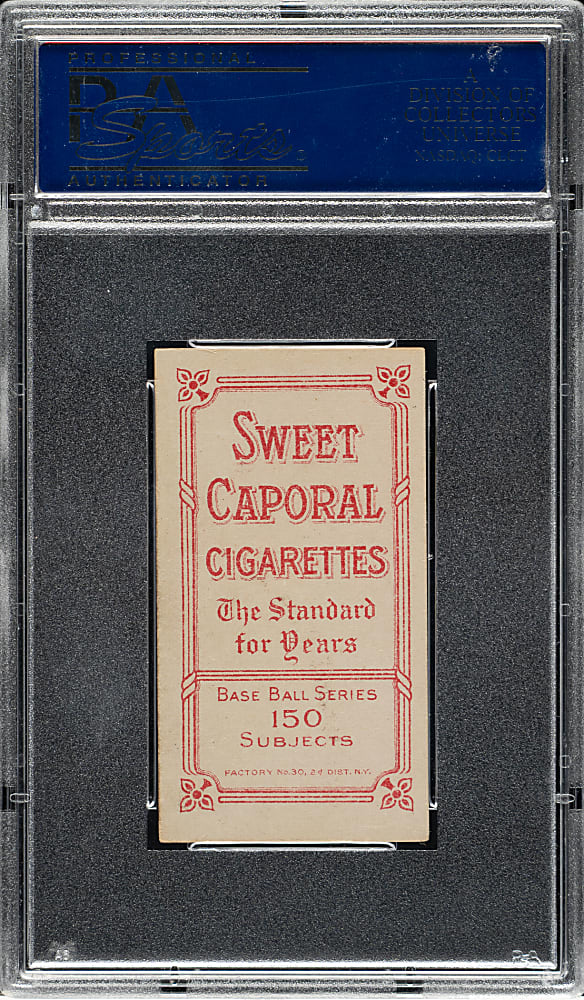 PROFESSIONAL
PSA
Sports
AUTHENTICATOR
A
DIVISION OF
COLLECTORS
UNIVERSE
NASDAQ: CLCT
SWEET
CAPORAL
CIGARETTES
The Standard
for Years
BASE BALL SERIES
150
SUBJECTS
FACTORY No. 30, 2d DIST. N.Y.
PSA